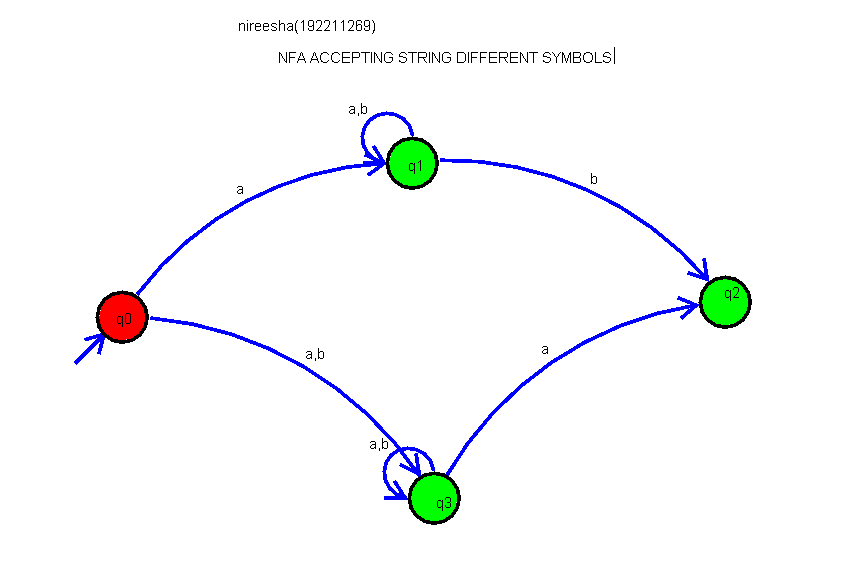 nireesha(192211269)
NFA ACCEPTING STRING DIFFERENT SYMBOLS
a,b
q1
a
b
q2
q0
a,b
a
a,b
q3